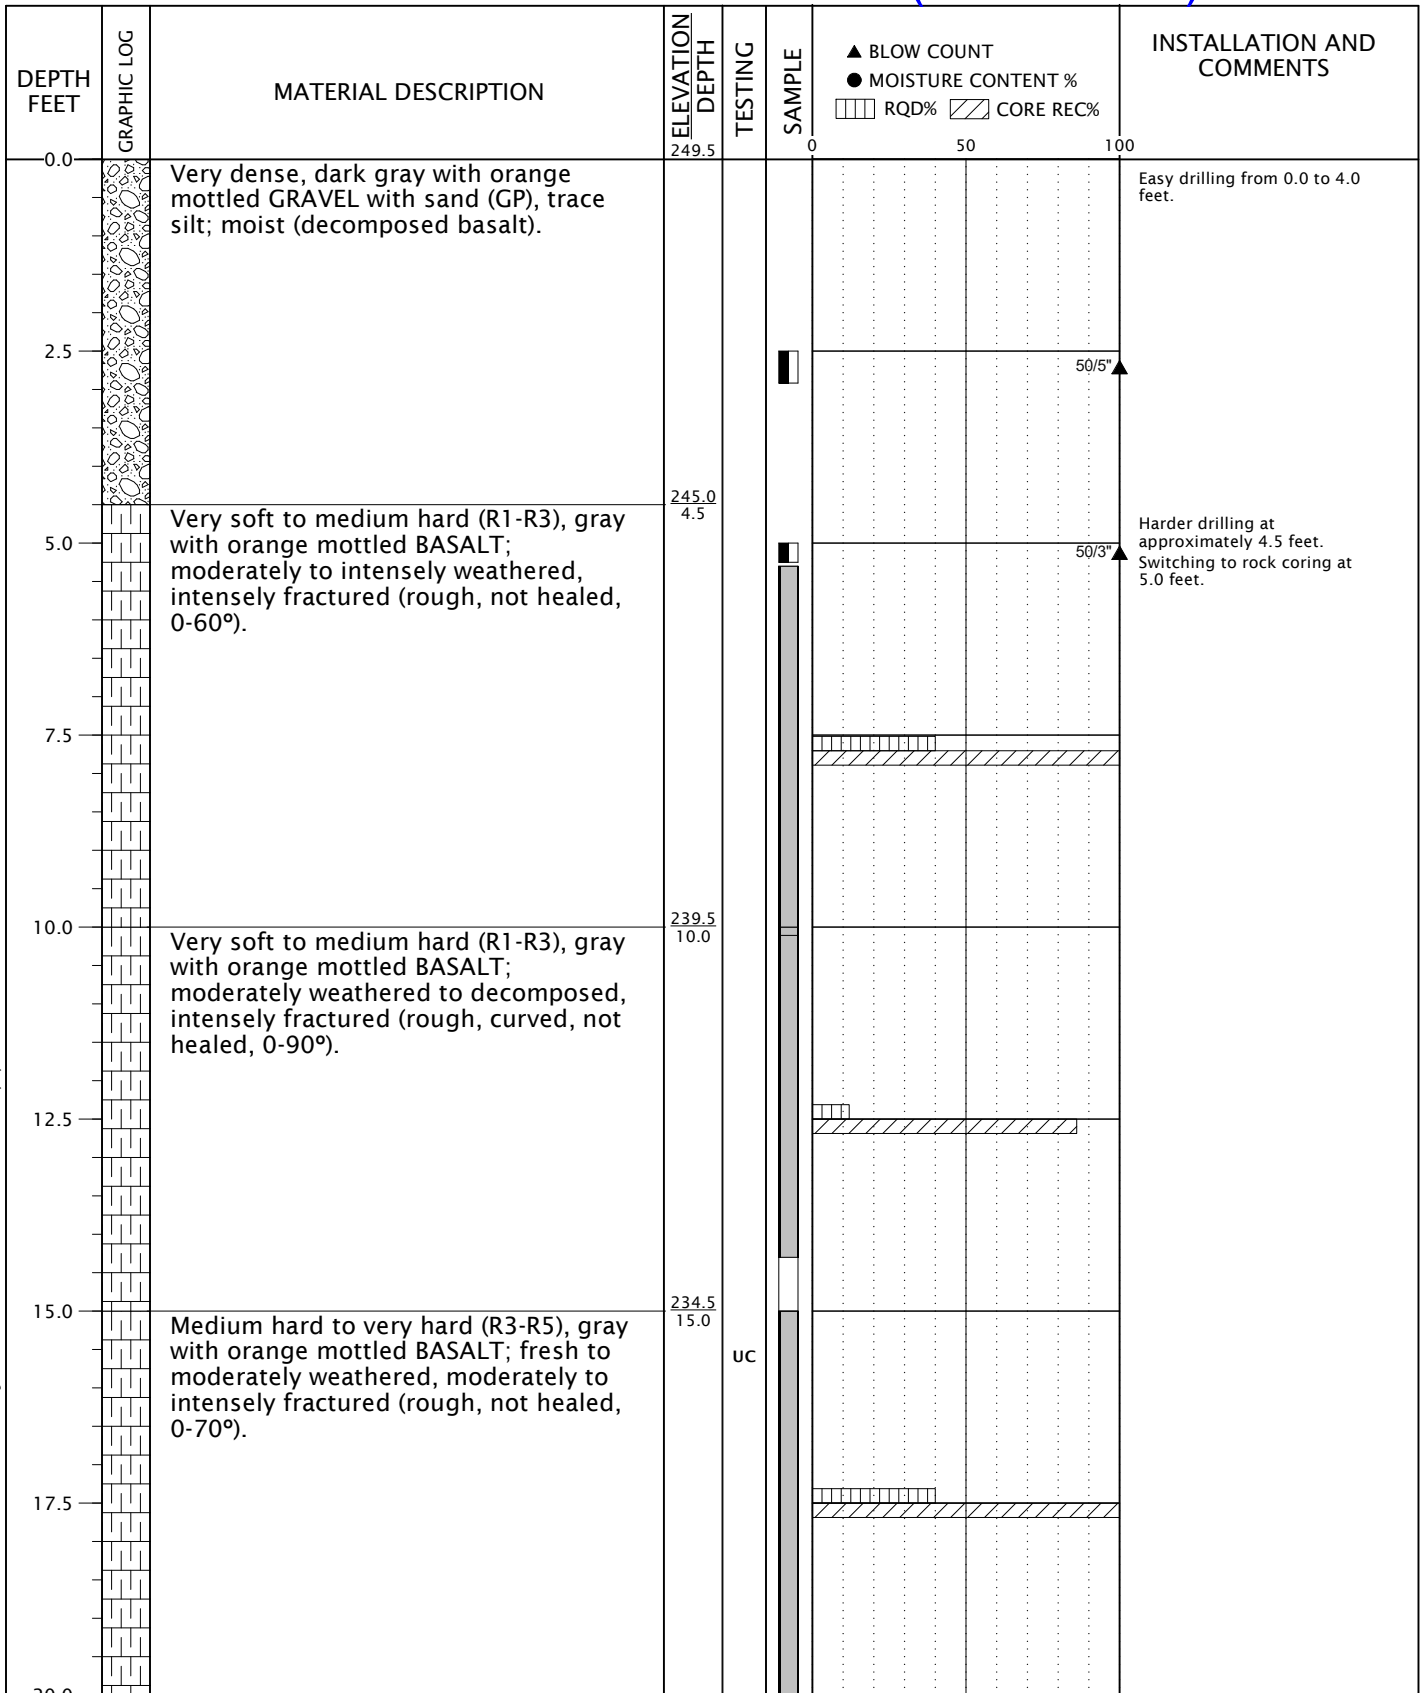 DEPTH
FEET
GRAPHIC LOG
MATERIAL DESCRIPTION
ELEVATION
DEPTH
TESTING
SAMPLE
▲ BLOW COUNT
● MOISTURE CONTENT %
RQD% CORE REC%
INSTALLATION AND
COMMENTS
0 50 100
249.5
0.0
Very dense, dark gray with orange
mottled GRAVEL with sand (GP), trace
silt; moist (decomposed basalt).
Easy drilling from 0.0 to 4.0
feet.
2.5
50/5"
245.0
4.5
Very soft to medium hard (R1-R3), gray
with orange mottled BASALT;
moderately to intensely weathered,
intensely fractured (rough, not healed,
0-60º).
5.0
50/3"
Harder drilling at
approximately 4.5 feet.
Switching to rock coring at
5.0 feet.
7.5
10.0
239.5
10.0
Very soft to medium hard (R1-R3), gray
with orange mottled BASALT;
moderately weathered to decomposed,
intensely fractured (rough, curved, not
healed, 0-90º).
12.5
15.0
234.5
15.0
Medium hard to very hard (R3-R5), gray
with orange mottled BASALT; fresh to
moderately weathered, moderately to
intensely fractured (rough, not healed,
0-70º).
UC
17.5